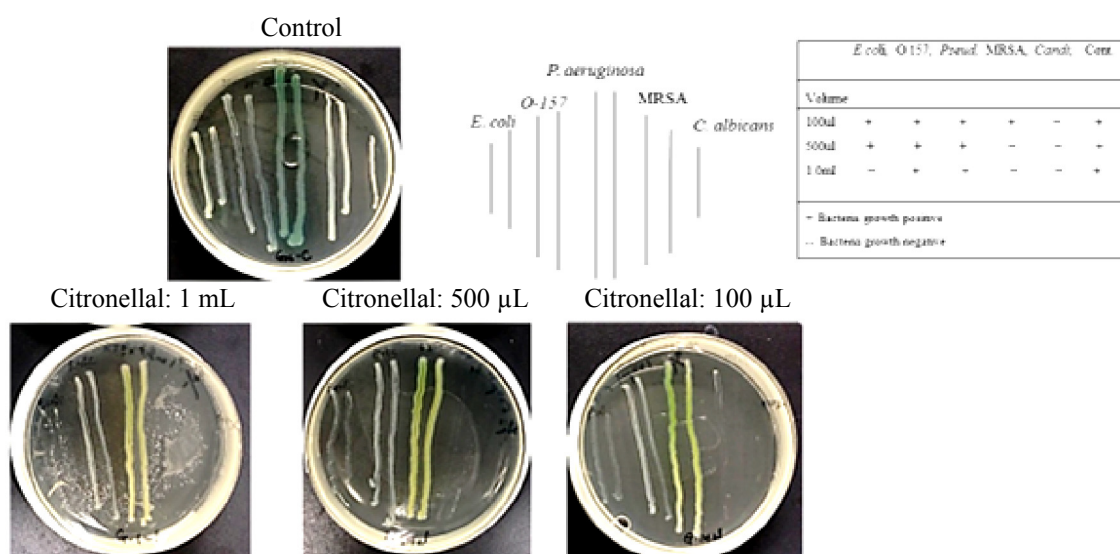 Control
P. aeruginosa
O-157
MRSA
E. coli
C. albicans
E.coli, O 157, Pseud. MRSA, Candi, Cont
Volume
100ul + + + + – +
500ul + + + – – +
1.0ml – + + – – +
+ Bacteria growth positive
– Bacteria growth negative
Citronellal: 1 mL
Citronellal: 500 µL
Citronellal: 100 µL